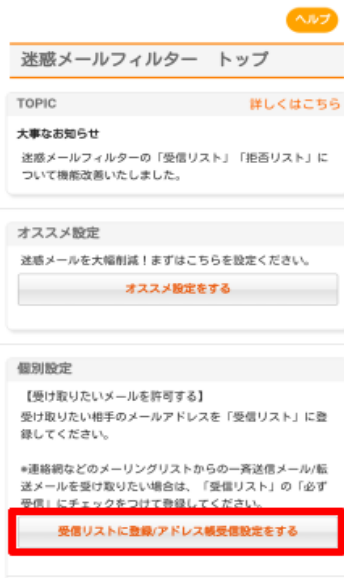 ヘルプ
迷惑メールフィルター　トップ
TOPIC 詳しくはこちら
大事なお知らせ
迷惑メールフィルターの「受信リスト」「拒否リスト」に
ついて機能改善いたしました。
オススメ設定
迷惑メールを大幅削減！まずはこちらを設定ください。
オススメ設定をする
個別設定
【受け取りたいメールを許可する】
受け取りたい相手のメールアドレスを「受信リスト」に登
録してください。
※連絡網などのメーリングリストからの一斉送信メール/転
送メールを受け取りたい場合は、「受信リスト」の「必ず
受信」にチェックをつけて登録してください。
受信リストに登録/アドレス帳受信設定をする